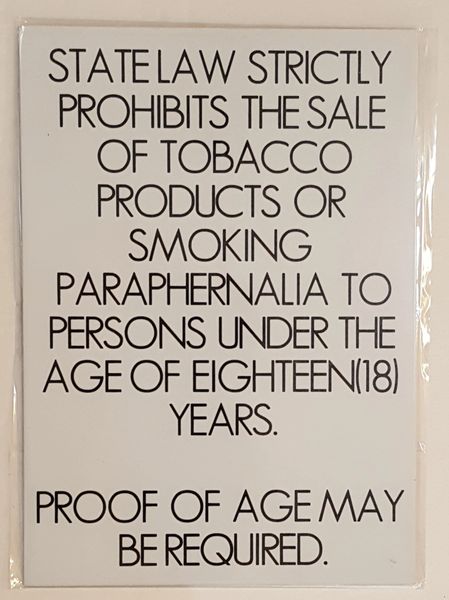 STATE LAW STRICTLY
PROHIBITS THE SALE
OF TOBACCO
PRODUCTS OR
SMOKING
PARAPHERNALIA TO
PERSONS UNDER THE
AGE OF EIGHTEEN(18)
YEARS.
PROOF OF AGE MAY
BE REQUIRED.